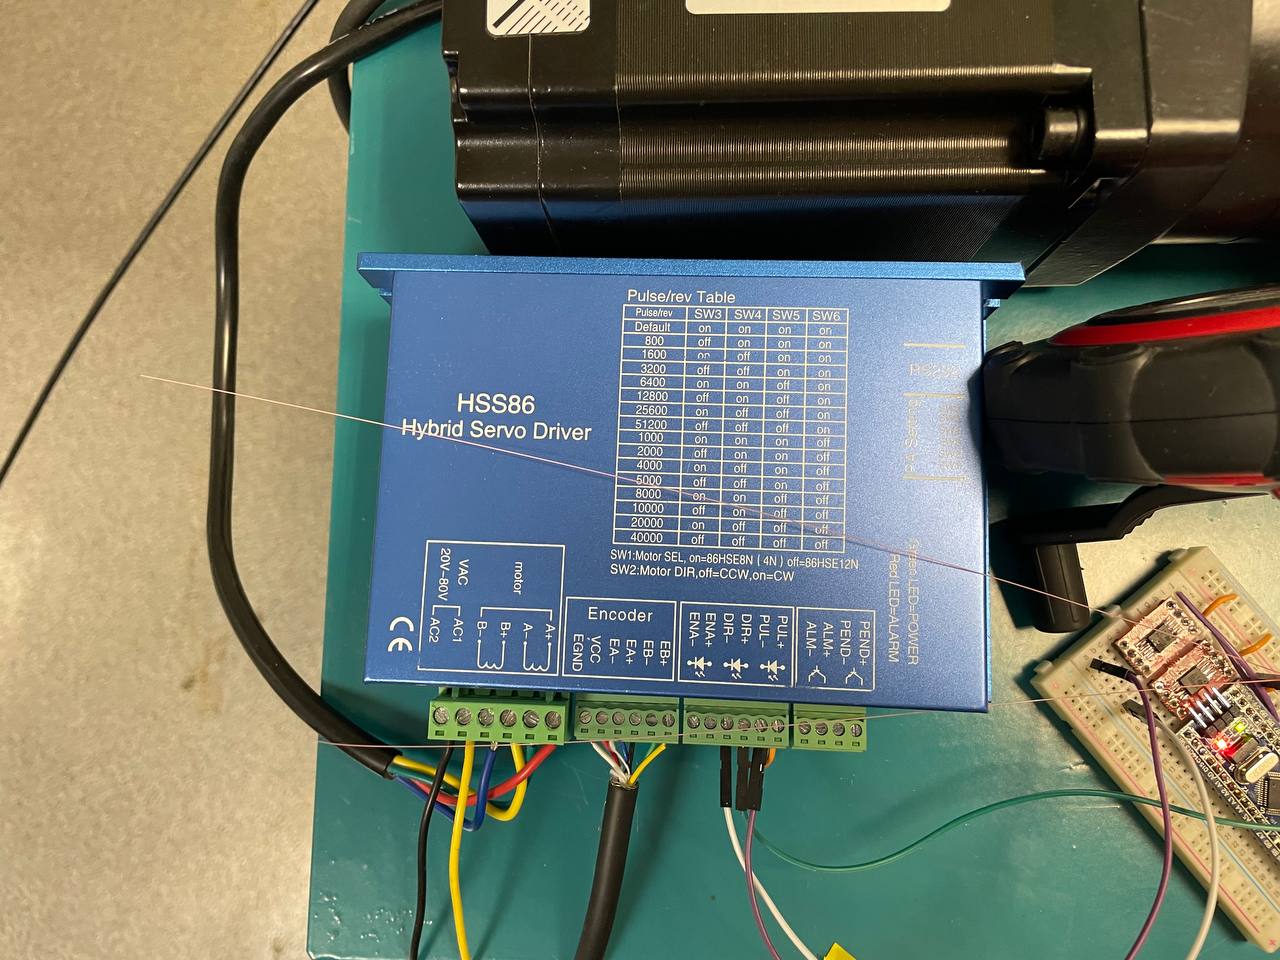 Pulse/rev Table
Pulse/rev SW3 SW4 SW5 SW6
Default on on on on
800 off on on on
1600 on off on on
3200 off off on on
6400 on on off on
12800 off on off on
25600 on off off on
51200 off off off on
1000 on on on off
2000 off on on off
4000 on off on off
5000 off off on off
8000 on on off off
10000 off on off off
20000 on off off off
40000 off off off off
SW1:Motor SEL, on=86HSE8N ( 4N ) off=86HSE12N
SW2:Motor DIR,off=CCW,on=CW
HSS86
Hybrid Servo Driver
RS232
Green LED=POWER
Red LED=ALARM
VAC
20V~80V
AC1
AC2
motor
A+
A-
B+
B-
Encoder
EB+
EB-
EA+
EA-
VCC
EGND
PUL+
PUL-
DIR+
DIR-
ENA+
ENA-
PEND+
PEND-
ALM+
ALM-
CE